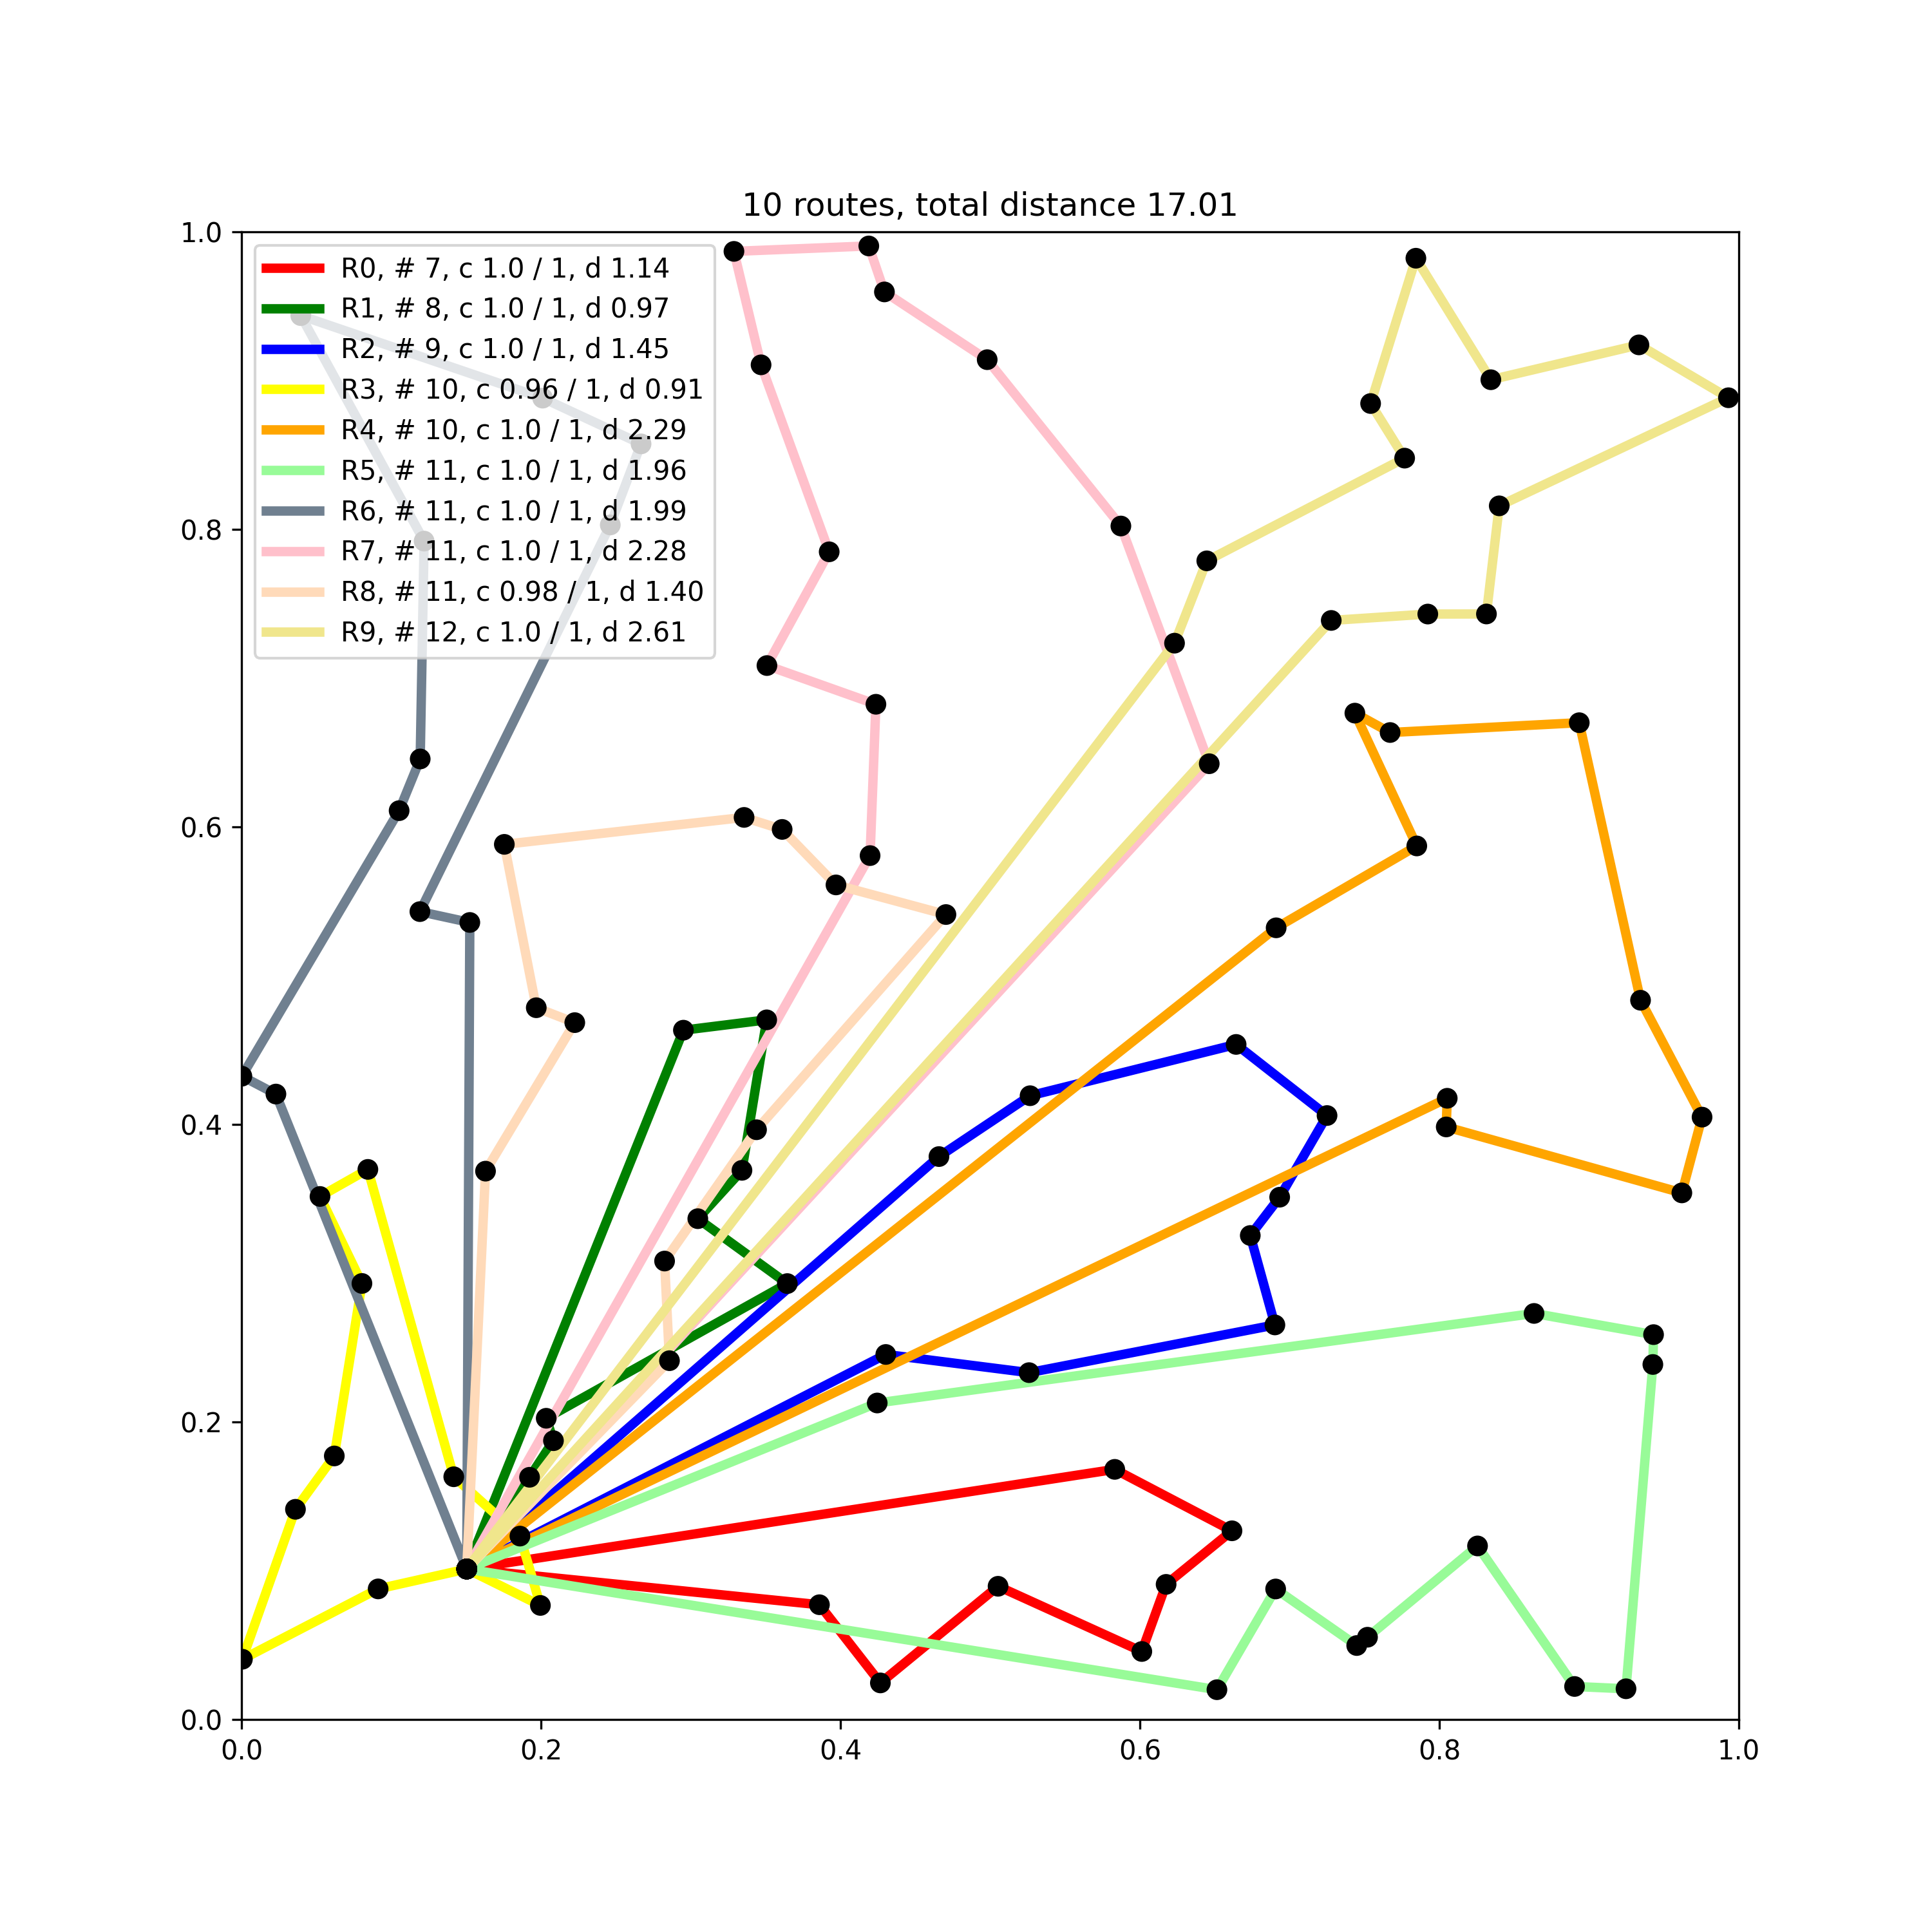 10 routes, total distance 17.01
1.0
0.8
0.6
0.4
0.2
0.0
R0, # 7, c 1.0 / 1, d 1.14
R1, # 8, c 1.0 / 1, d 0.97
R2, # 9, c 1.0 / 1, d 1.45
R3, # 10, c 0.96 / 1, d 0.91
R4, # 10, c 1.0 / 1, d 2.29
R5, # 11, c 1.0 / 1, d 1.96
R6, # 11, c 1.0 / 1, d 1.99
R7, # 11, c 1.0 / 1, d 2.28
R8, # 11, c 0.98 / 1, d 1.40
R9, # 12, c 1.0 / 1, d 2.61
0.0 0.2 0.4 0.6 0.8 1.0